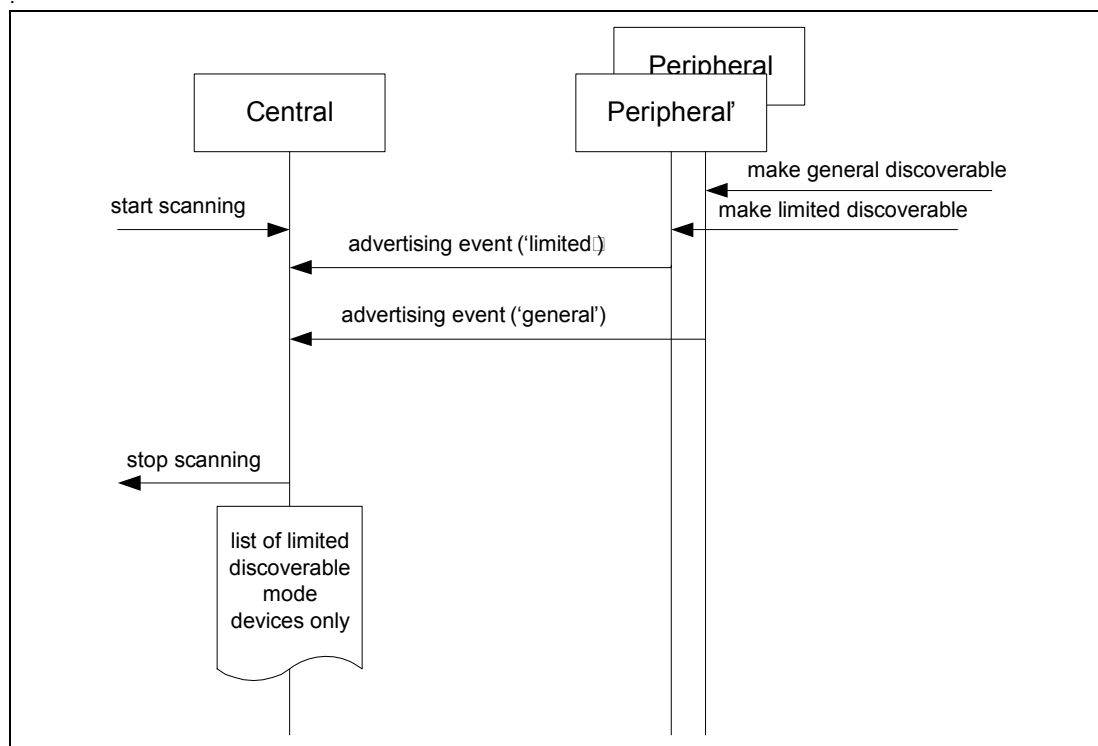 .
Peripheral
Central
Peripheral'
make general discoverable
start scanning
make limited discoverable
advertising event (‘limited□)
advertising event (‘general’)
stop scanning
list of limited
discoverable
mode
devices only